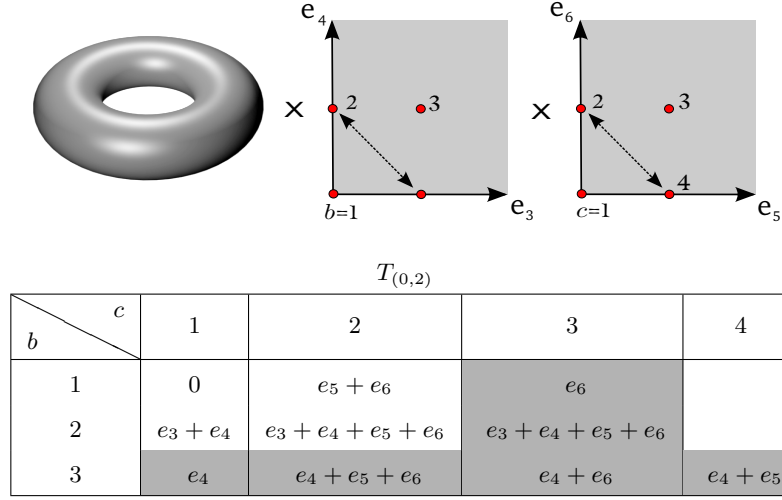 e₄ e₆
× 2 3 × 2 3
4
b=1 e₃ c=1 e₅
T₍₀,₂₎
c
b 1 2 3 4
1 0 e₅ + e₆ e₆
2 e₃ + e₄ e₃ + e₄ + e₅ + e₆ e₃ + e₄ + e₅ + e₆
3 e₄ e₄ + e₅ + e₆ e₄ + e₆ e₄ + e₅